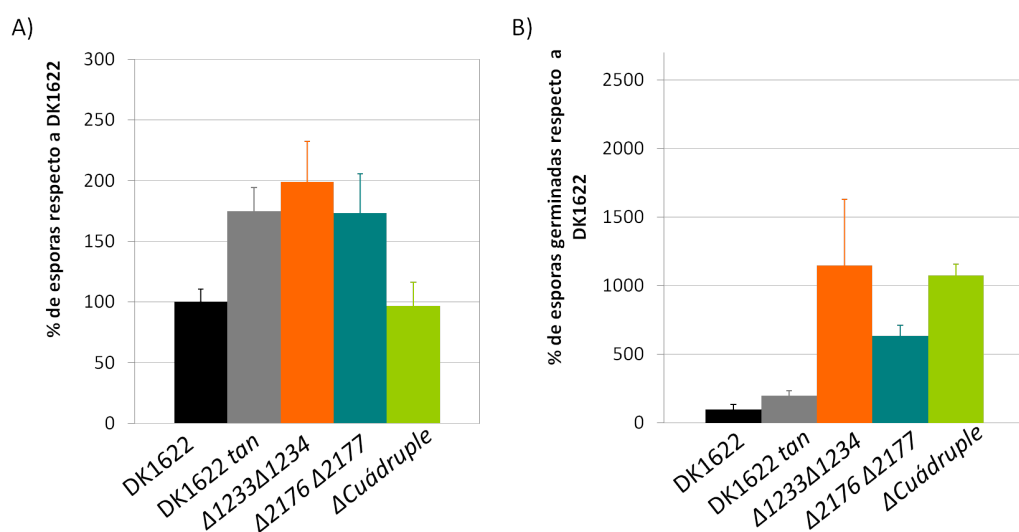 A)
% de esporas respecto a DK1622
300
250
200
150
100
50
0
DK1622
DK1622 tan
Δ1233Δ1234
Δ2176 Δ2177
ΔCuádruple
B)
% de esporas germinadas respecto a
DK1622
2500
2000
1500
1000
500
0
DK1622
DK1622 tan
Δ1233Δ1234
Δ2176 Δ2177
ΔCuádruple